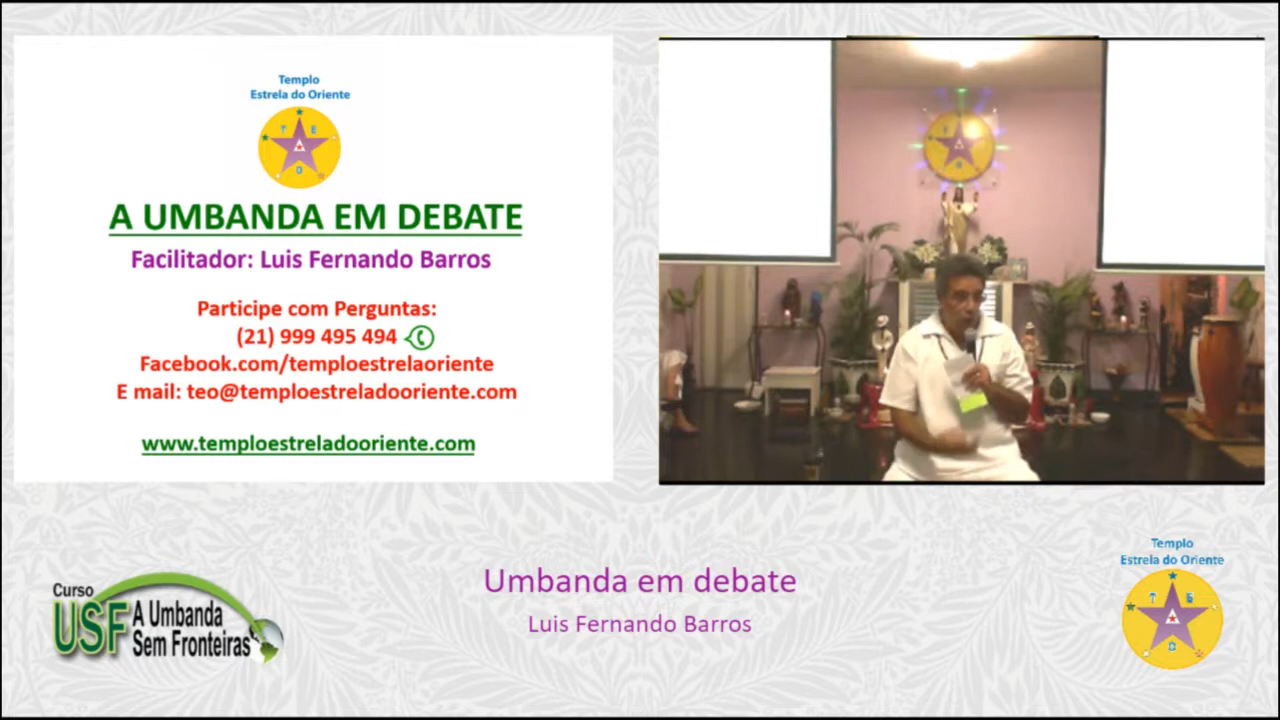 Templo
Estrela do Oriente
T E
O
A UMBANDA EM DEBATE
Facilitador: Luis Fernando Barros
Participe com Perguntas:
(21) 999 495 494
Facebook.com/temploestrelaoriente
E mail: teo@temploestreladooriente.com
www.temploestreladooriente.com
Umbanda em debate
Luis Fernando Barros
Curso
USF A Umbanda
Sem Fronteiras
Templo
Estrela do Oriente
T E
O